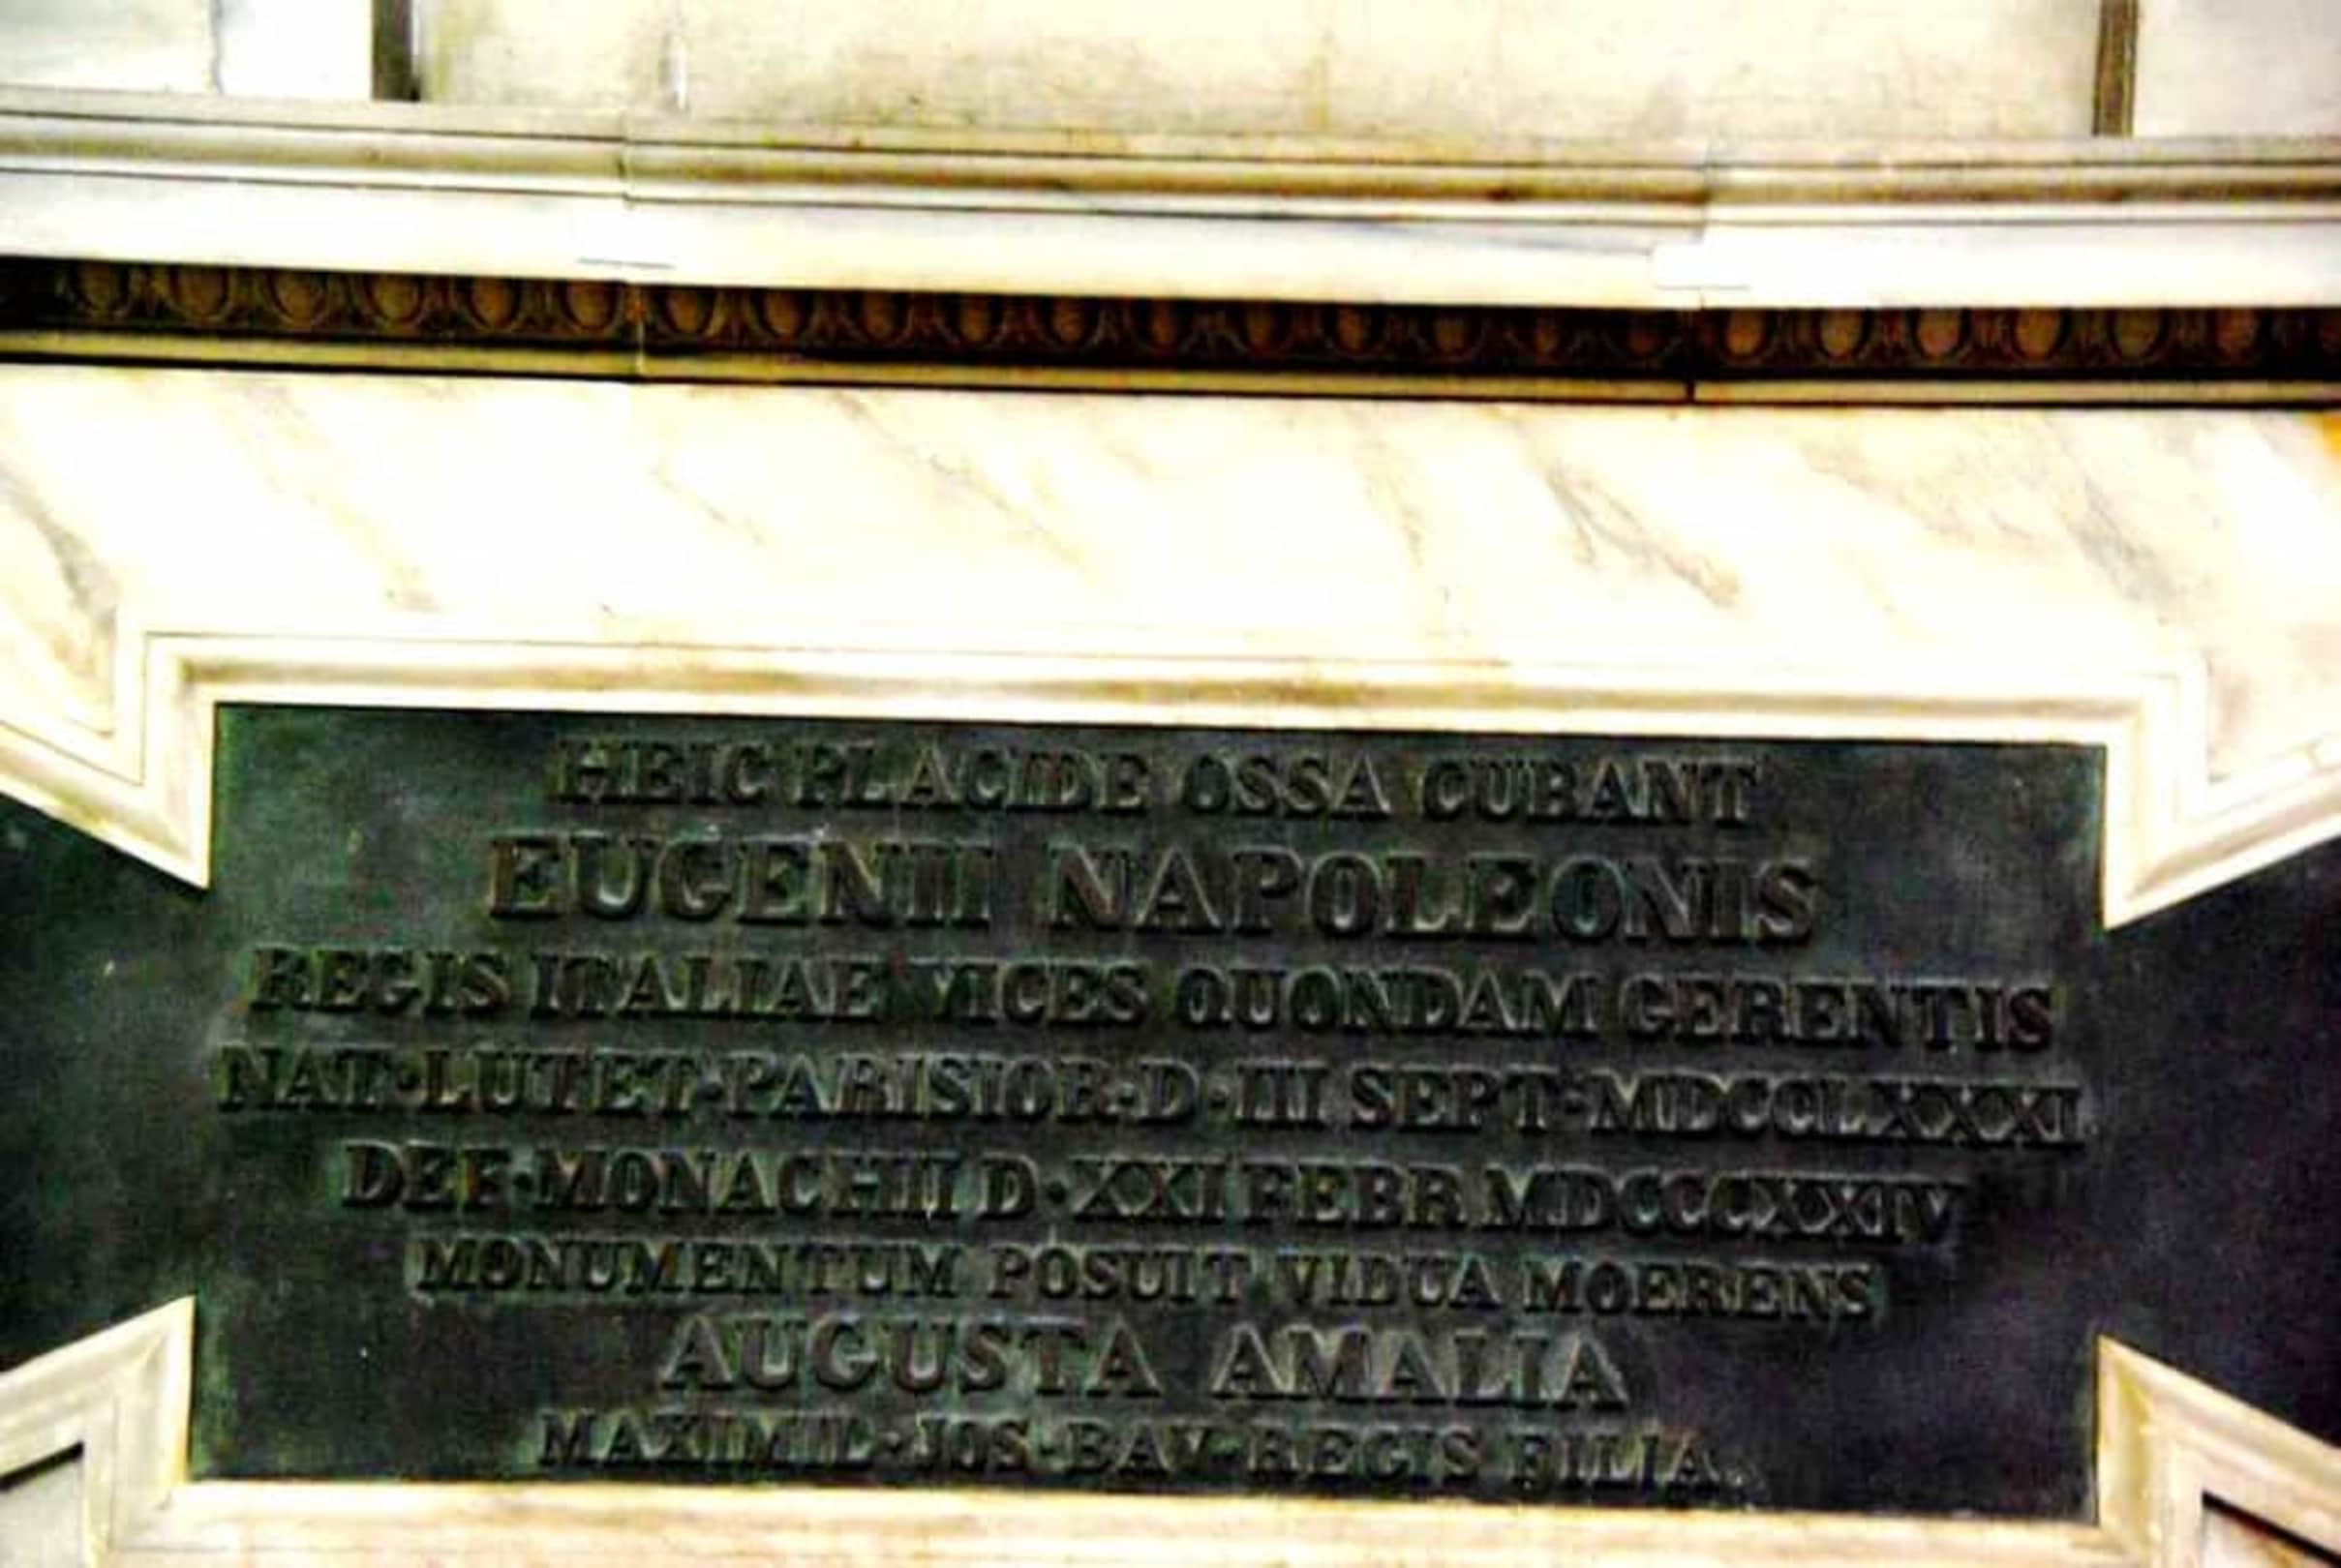 HEIC PLACIDE OSSA CUBANT
EUGENII NAPOLEONIS
REGIS ITALIAE VICES QUONDAM GERENTIS
NAT·LUTET·PARISIOR·D·III SEPT·MDCCLXXXI.
DEF·MONACHII D·XXI FEBR MDCCCXXIV
MONUMENTUM POSUIT VIDUA MOERENS
AUGUSTA AMALIA
MAXIMIL·JOS·BAV·REGIS FILIA.